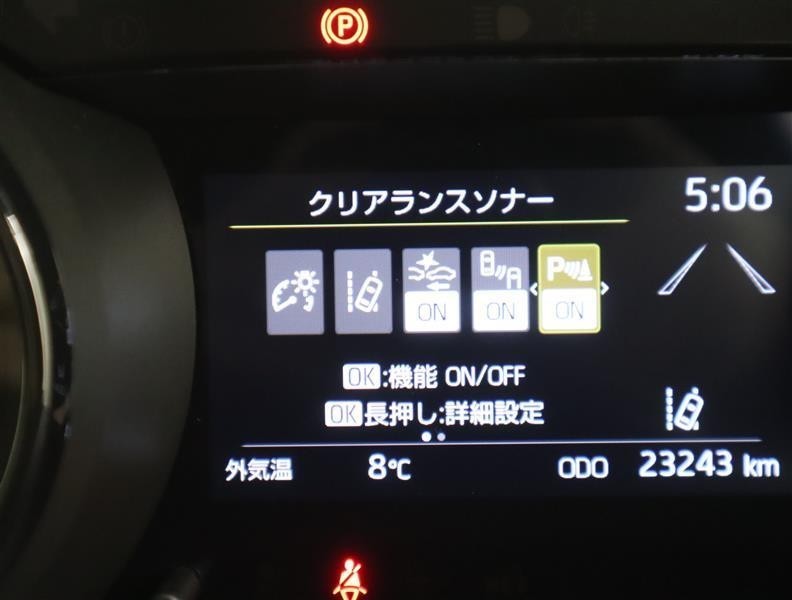 P
クリアランスソナー 5:06
ON ON P ON
OK:機能 ON/OFF
OK長押し:詳細設定
外気温 8℃ ODO 23243 km